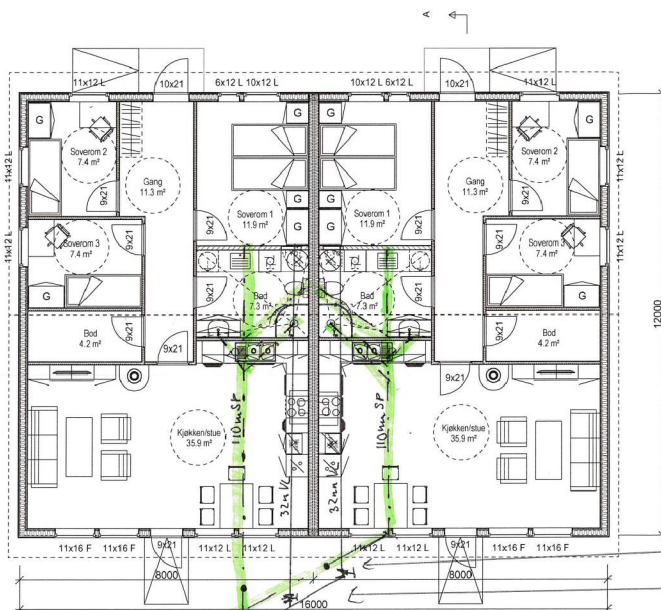 A
11x12 L
10x21
6x12 L 10x12 L
10x12 L 6x12 L
10x21
11x12 L
G
Soverom 2
7.4 m²
Gang
11.3 m²
9x21
G
G
Soverom 1
11.9 m²
9x21
G
G
G
Soverom 1
11.9 m²
9x21
G
Gang
11.3 m²
Soverom 2
7.4 m²
9x21
G
11x12 L
11x12 L
11x12 L
11x12 L
Soverom 3
7.4 m²
9x21
G
Bad
7.3 m²
9x21
Bad
7.3 m²
9x21
Soverom 3
7.4 m²
9x21
G
Bod
4.2 m²
9x21
9x21
Bod
4.2 m²
9x21
9x21
12000
Kjøkken/stue
35.9 m²
110mm SP
32mm VL
32mm VL
110mm SP
Kjøkken/stue
35.9 m²
11x16 F 11x16 F
9x21
11x12 L 11x12 L
11x12 L 11x12 L
9x21
11x16 F 11x16 F
8000
8000
16000